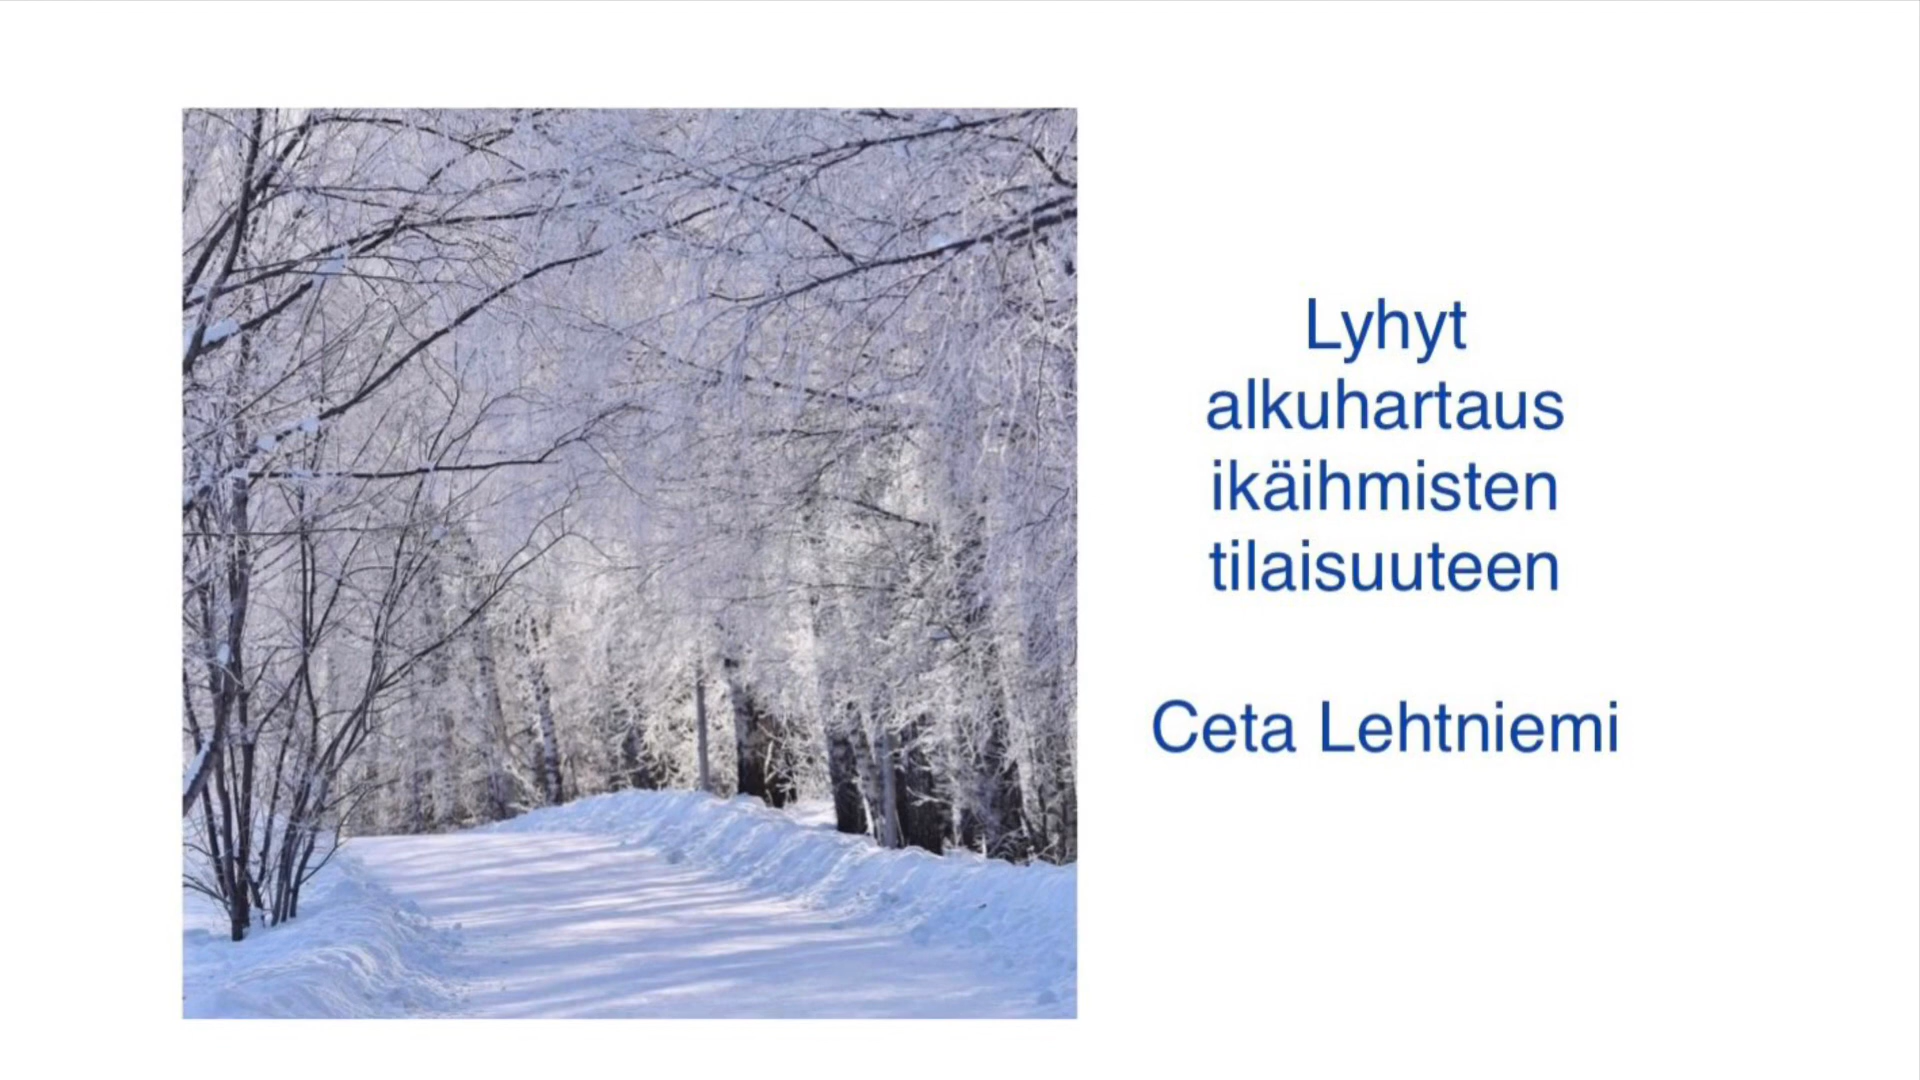 Lyhyt
alkuhartaus
ikäihmisten
tilaisuuteen
Ceta Lehtniemi